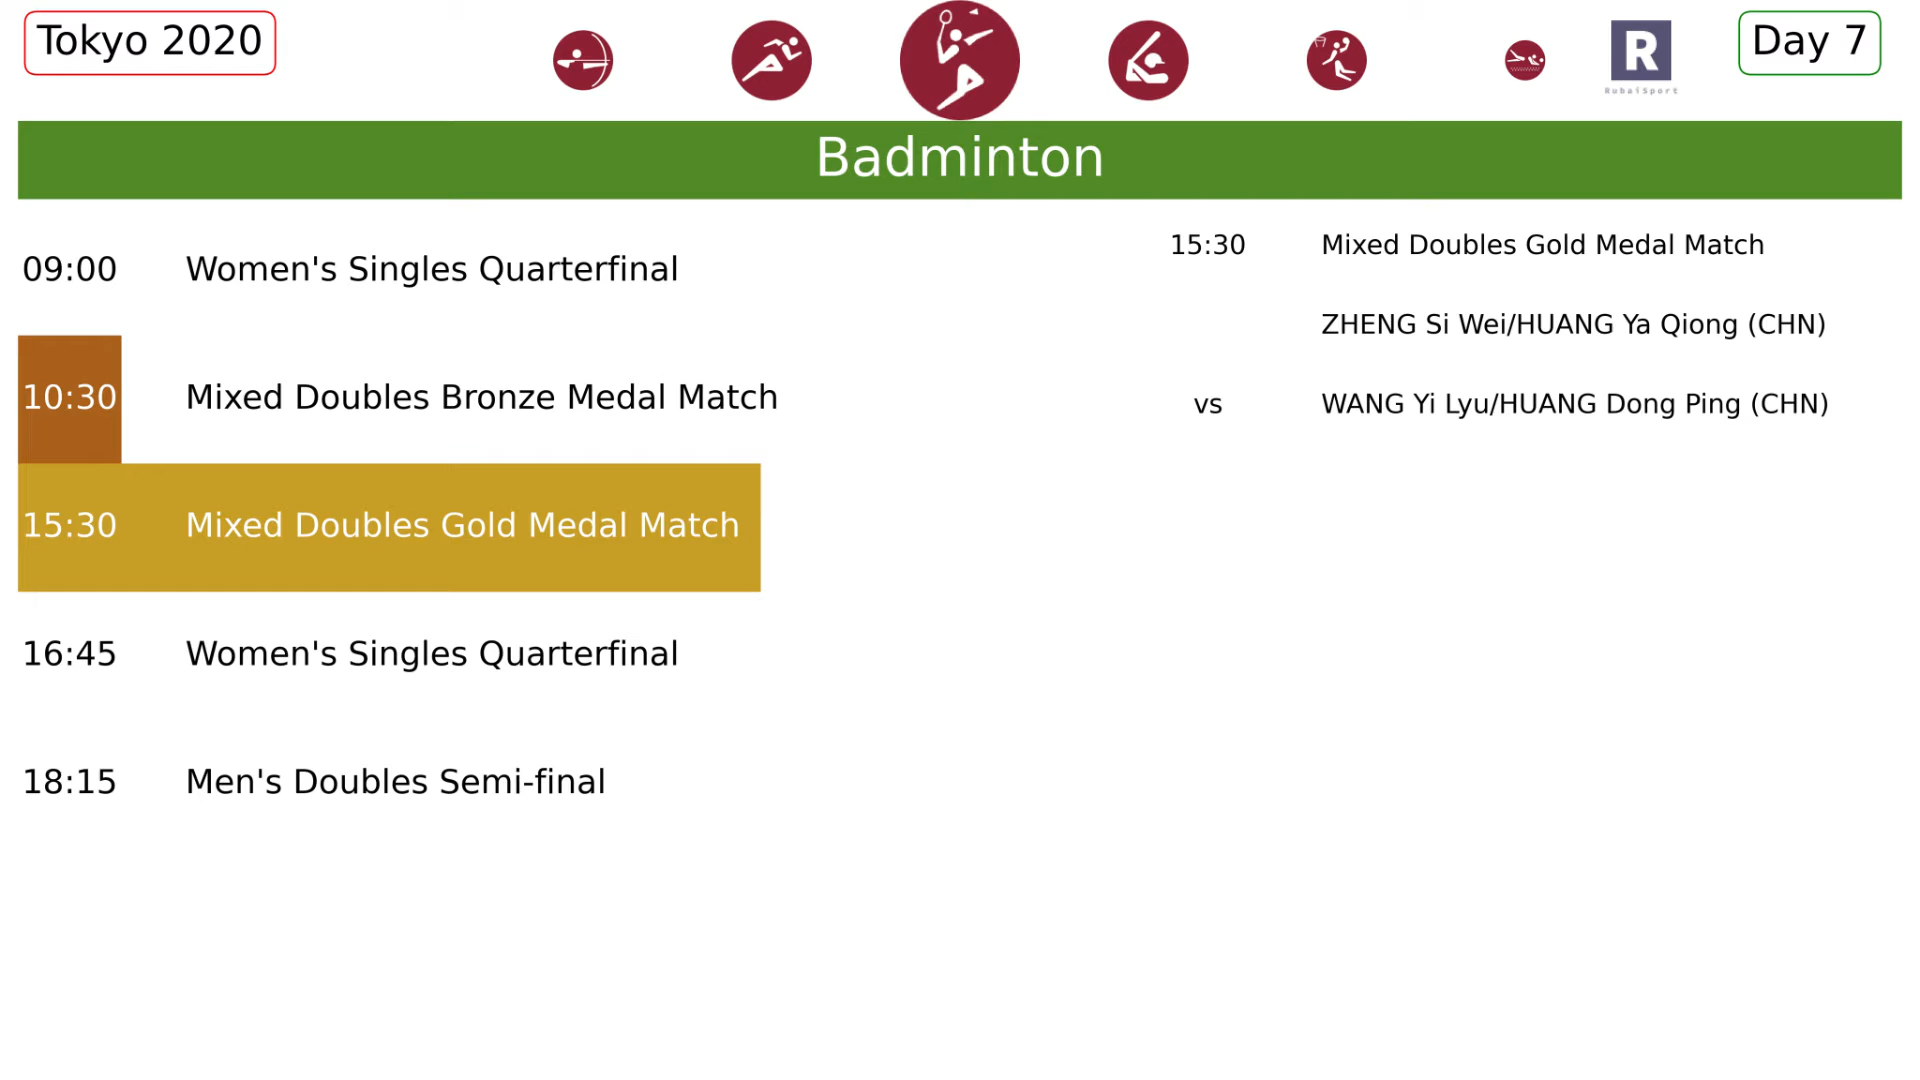 Tokyo 2020
R
RubaiSport
Day 7
Badminton
09:00 Women's Singles Quarterfinal
10:30 Mixed Doubles Bronze Medal Match
15:30 Mixed Doubles Gold Medal Match
16:45 Women's Singles Quarterfinal
18:15 Men's Doubles Semi-final
15:30 Mixed Doubles Gold Medal Match
ZHENG Si Wei/HUANG Ya Qiong (CHN)
vs WANG Yi Lyu/HUANG Dong Ping (CHN)